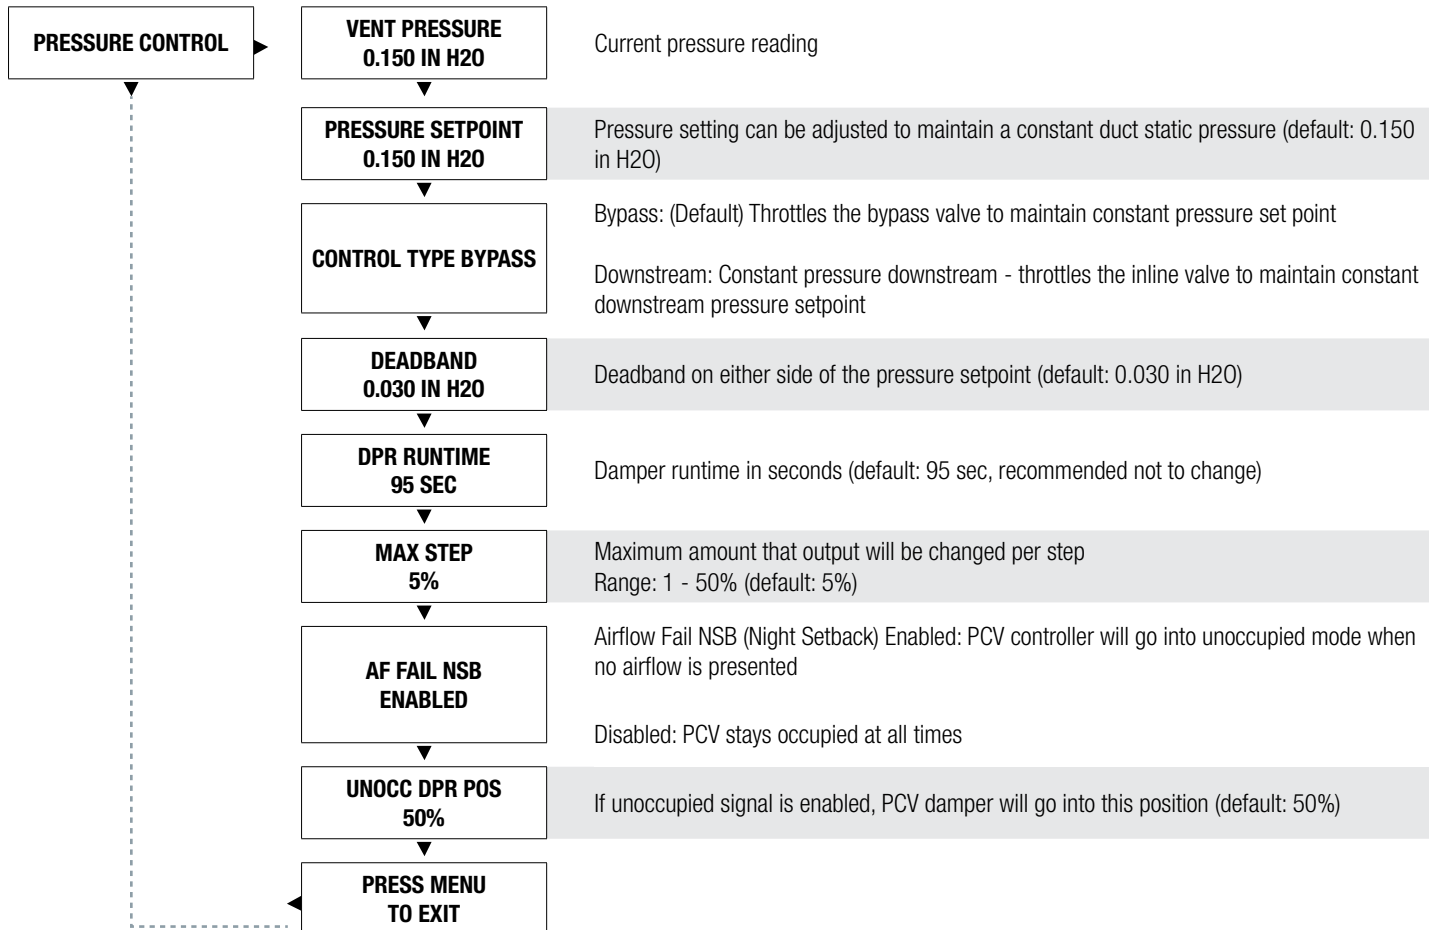 PRESSURE CONTROL
VENT PRESSURE
0.150 IN H2O
Current pressure reading
PRESSURE SETPOINT
0.150 IN H2O
Pressure setting can be adjusted to maintain a constant duct static pressure (default: 0.150
in H2O)
CONTROL TYPE BYPASS
Bypass: (Default) Throttles the bypass valve to maintain constant pressure set point
Downstream: Constant pressure downstream - throttles the inline valve to maintain constant
downstream pressure setpoint
DEADBAND
0.030 IN H2O
Deadband on either side of the pressure setpoint (default: 0.030 in H2O)
DPR RUNTIME
95 SEC
Damper runtime in seconds (default: 95 sec, recommended not to change)
MAX STEP
5%
Maximum amount that output will be changed per step
Range: 1 - 50% (default: 5%)
AF FAIL NSB
ENABLED
Airflow Fail NSB (Night Setback) Enabled: PCV controller will go into unoccupied mode when
no airflow is presented
Disabled: PCV stays occupied at all times
UNOCC DPR POS
50%
If unoccupied signal is enabled, PCV damper will go into this position (default: 50%)
PRESS MENU
TO EXIT